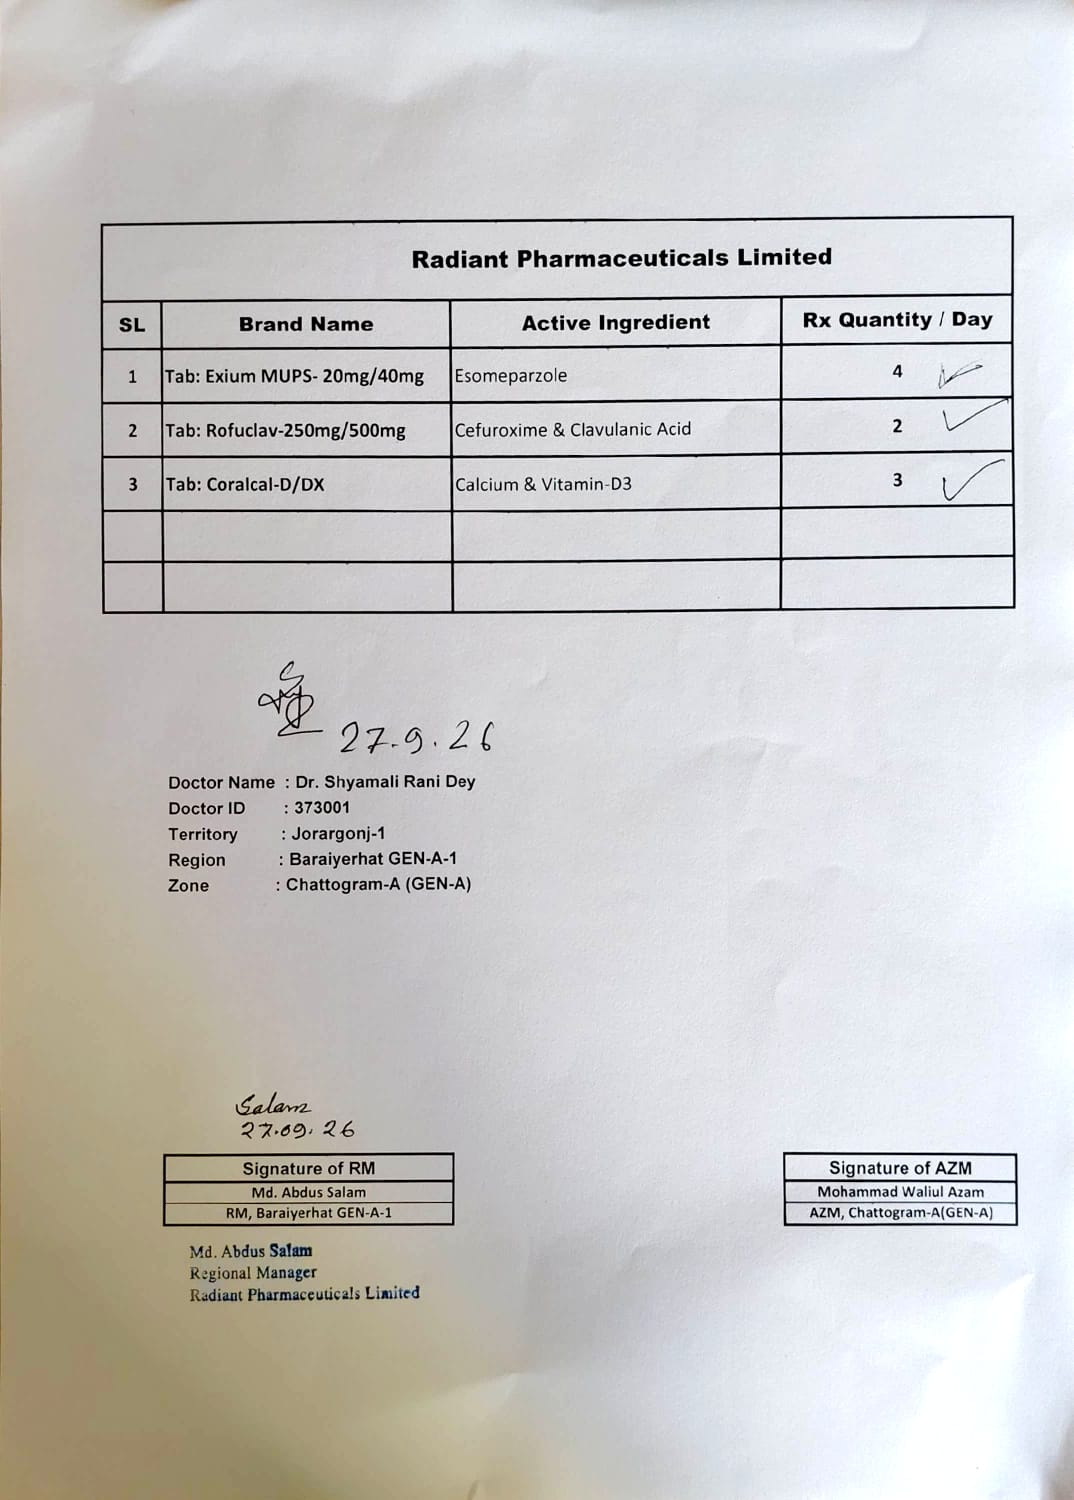 Radiant Pharmaceuticals Limited
SL Brand Name Active Ingredient Rx Quantity / Day
1 Tab: Exium MUPS- 20mg/40mg Esomeparzole 4
2 Tab: Rofuclav-250mg/500mg Cefuroxime & Clavulanic Acid 2
3 Tab: Coralcal-D/DX Calcium & Vitamin-D3 3
27.9.26
Doctor Name : Dr. Shyamali Rani Dey
Doctor ID : 373001
Territory : Jorargonj-1
Region : Baraiyerhat GEN-A-1
Zone : Chattogram-A (GEN-A)
Salam
27.09.26
Signature of RM
Md. Abdus Salam
RM, Baraiyerhat GEN-A-1
Signature of AZM
Mohammad Waliul Azam
AZM, Chattogram-A(GEN-A)
Md. Abdus Salam
Regional Manager
Radiant Pharmaceuticals Limited